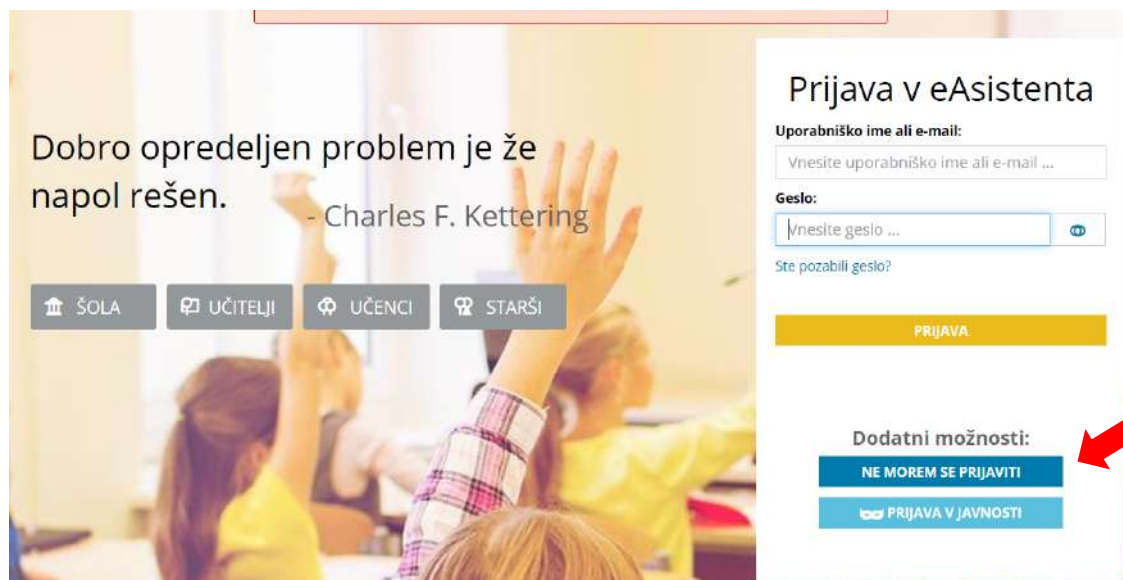 Dobro opredeljen problem je že
napol rešen.
- Charles F. Kettering
ŠOLA
UČITELJI
UČENCI
STARŠI
Prijava v eAsistenta
Uporabniško ime ali e-mail:
Vnesite uporabniško ime ali e-mail ...
Geslo:
Vnesite geslo ...
Ste pozabili geslo?
PRIJAVA
Dodatni možnosti:
NE MOREM SE PRIJAVITI
PRIJAVA V JAVNOSTI